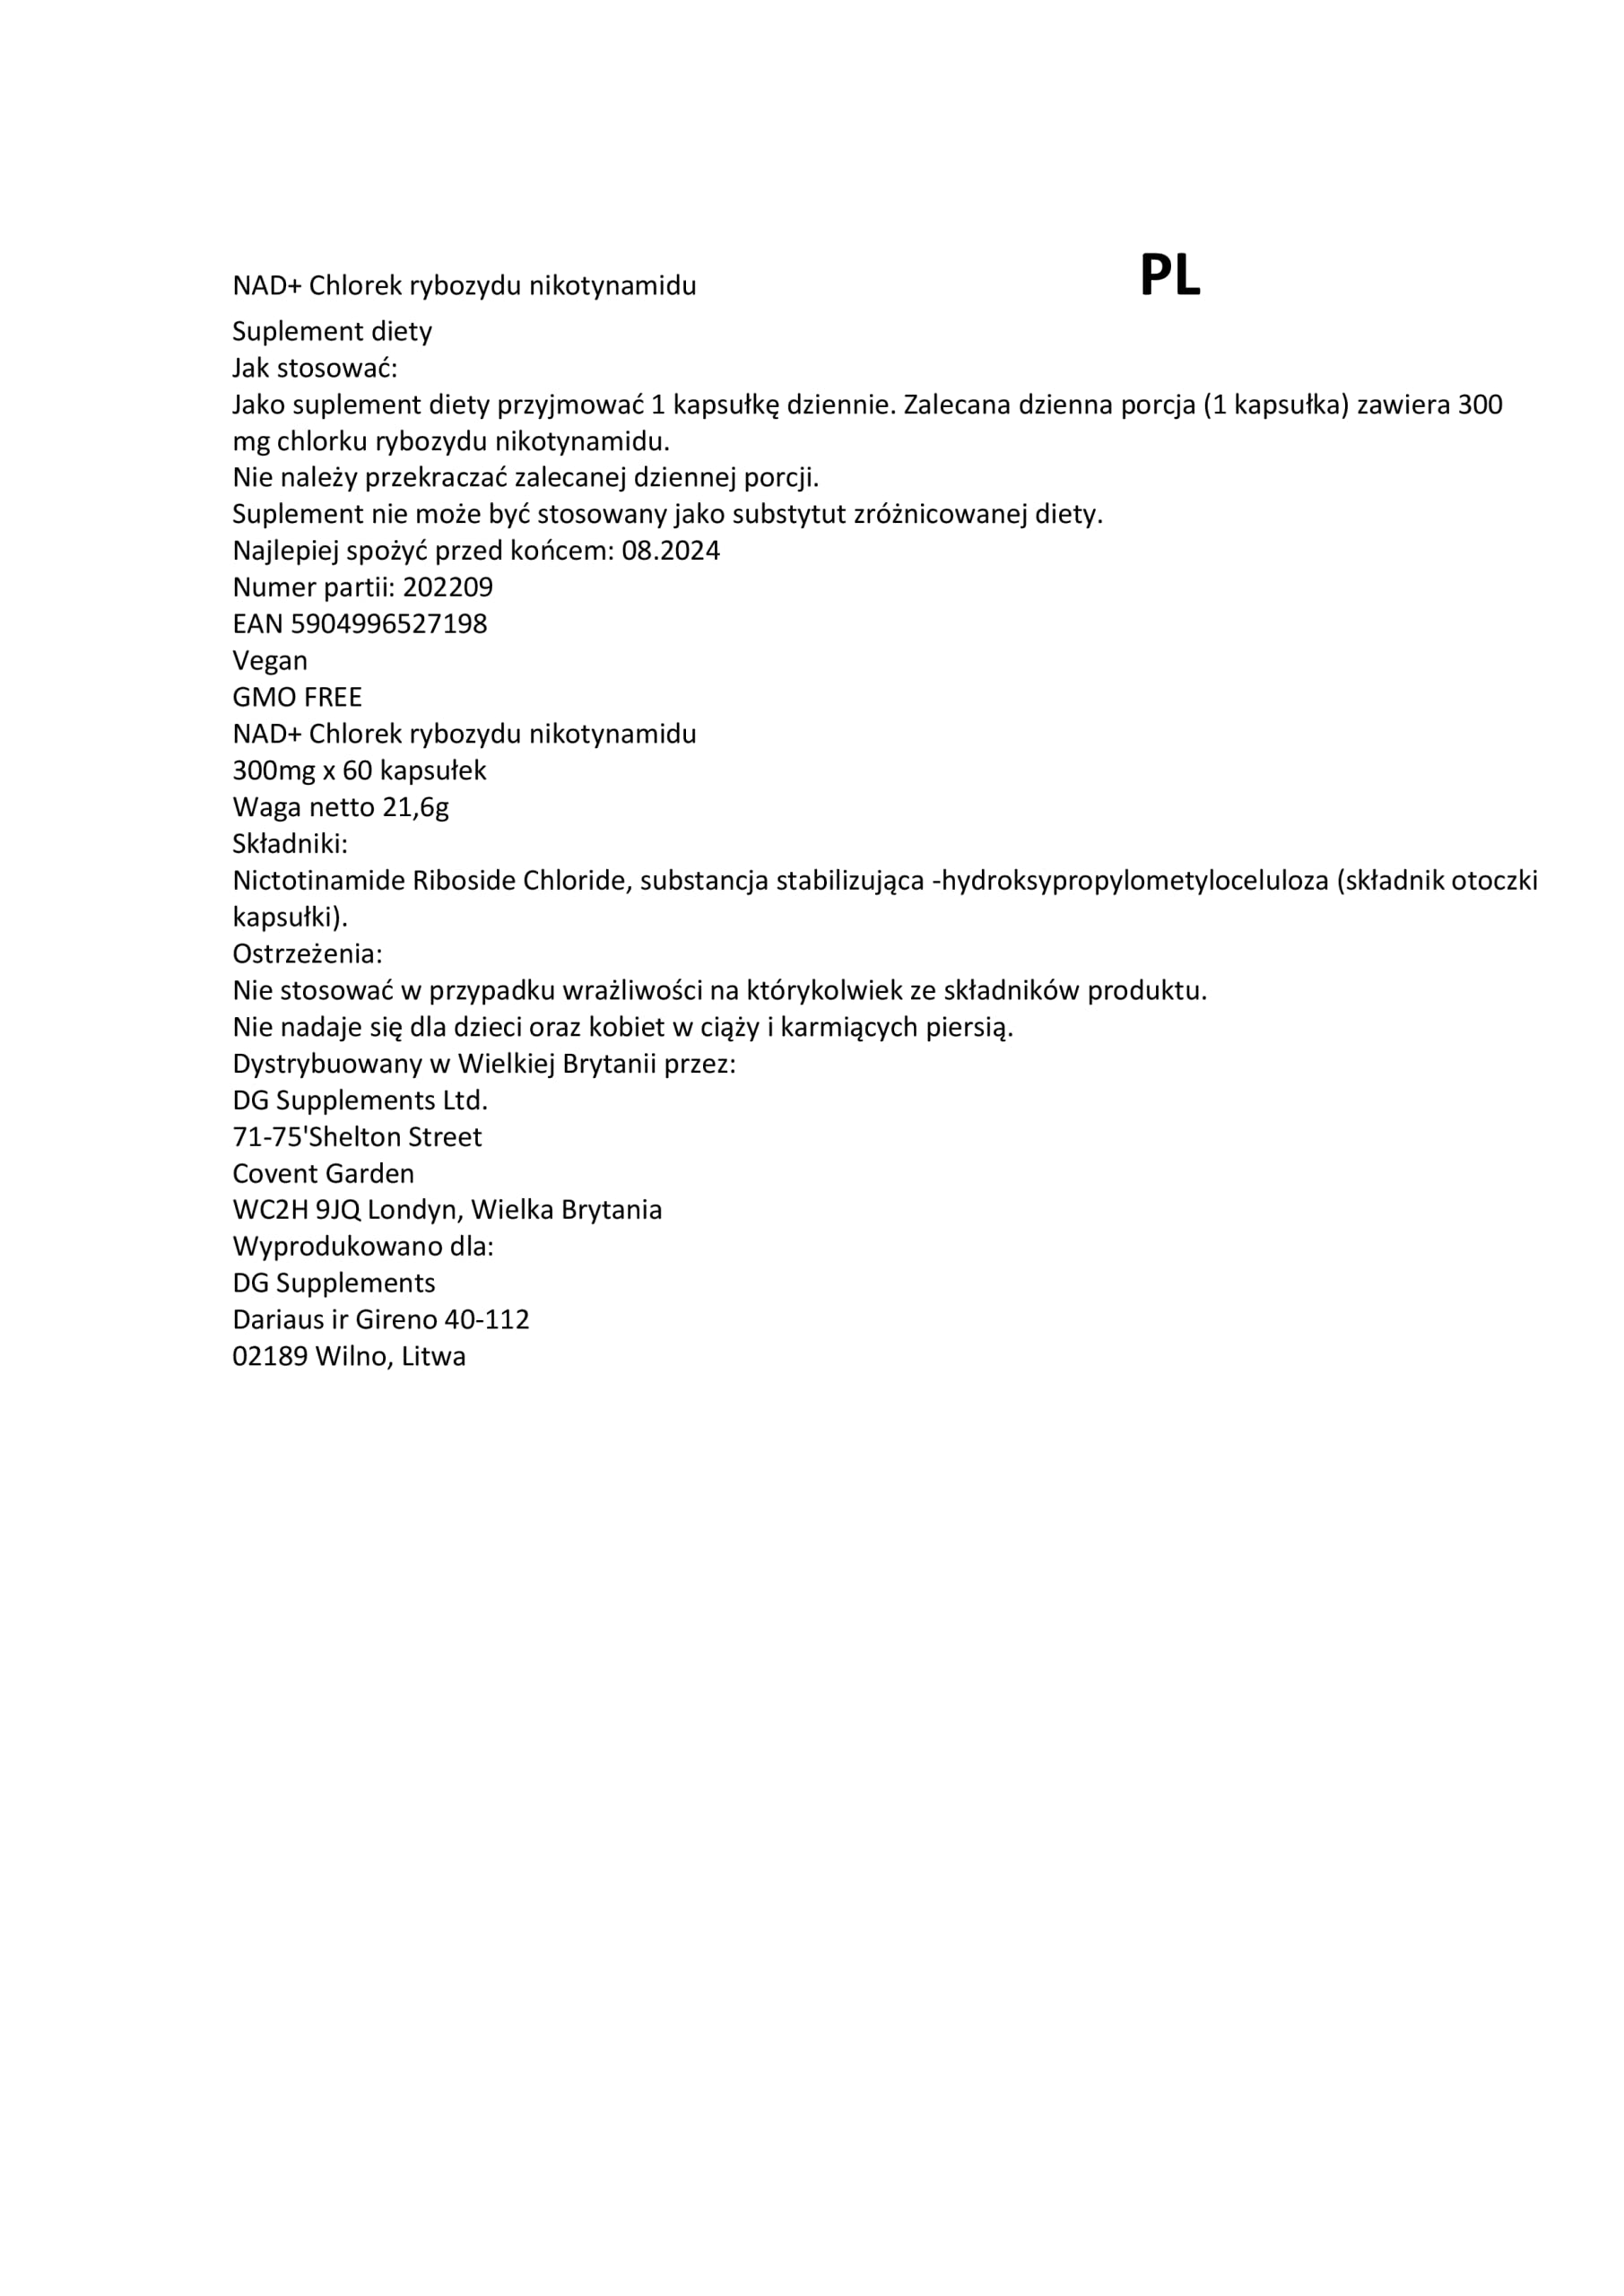 NAD+ Chlorek rybozydu nikotynamidu
PL
Suplement diety
Jak stosować:
Jako suplement diety przyjmować 1 kapsułkę dziennie. Zalecana dzienna porcja (1 kapsułka) zawiera 300
mg chlorku rybozydu nikotynamidu.
Nie należy przekraczać zalecanej dziennej porcji.
Suplement nie może być stosowany jako substytut zróżnicowanej diety.
Najlepiej spożyć przed końcem: 08.2024
Numer partii: 202209
EAN 5904996527198
Vegan
GMO FREE
NAD+ Chlorek rybozydu nikotynamidu
300mg x 60 kapsułek
Waga netto 21,6g
Składniki:
Nictotinamide Riboside Chloride, substancja stabilizująca -hydroksypropylometyloceluloza (składnik otoczki
kapsułki).
Ostrzeżenia:
Nie stosować w przypadku wrażliwości na którykolwiek ze składników produktu.
Nie nadaje się dla dzieci oraz kobiet w ciąży i karmiących piersią.
Dystrybuowany w Wielkiej Brytanii przez:
DG Supplements Ltd.
71-75'Shelton Street
Covent Garden
WC2H 9JQ Londyn, Wielka Brytania
Wyprodukowano dla:
DG Supplements
Dariaus ir Gireno 40-112
02189 Wilno, Litwa